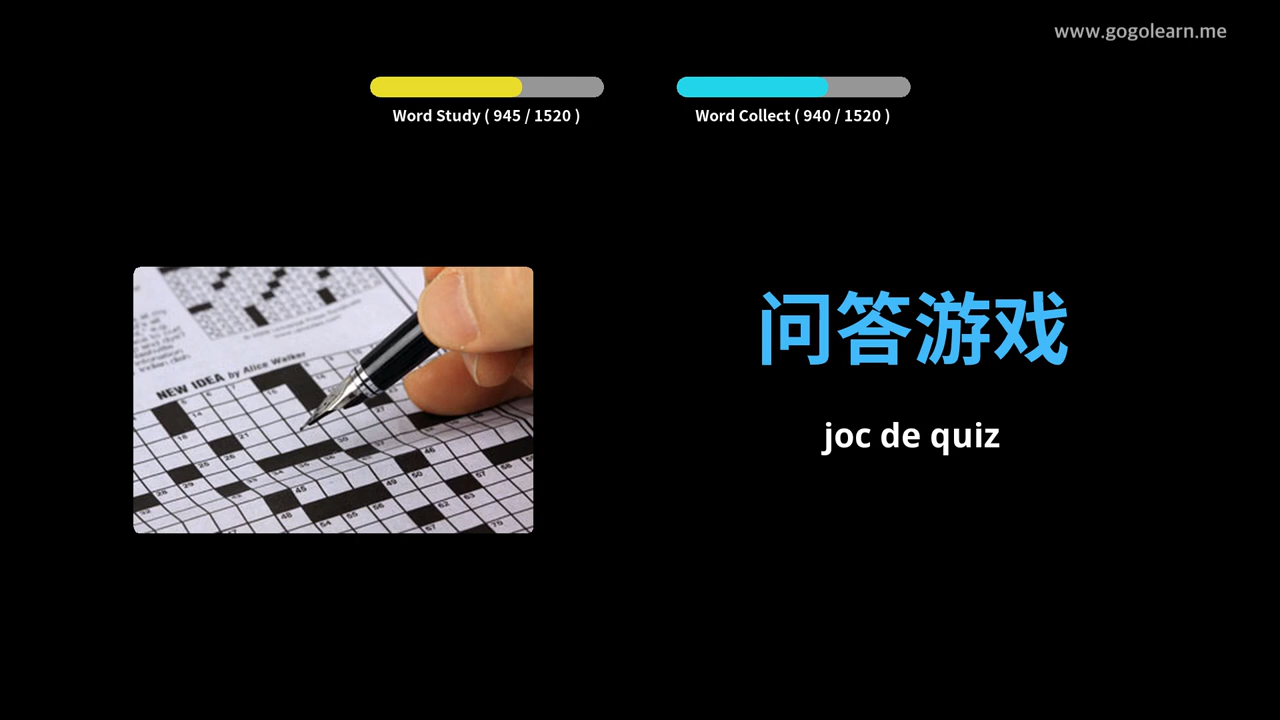 www.gogolearn.me
Word Study ( 945 / 1520 )
Word Collect ( 940 / 1520 )
NEW IDEA by Alice Walker
问答游戏
joc de quiz